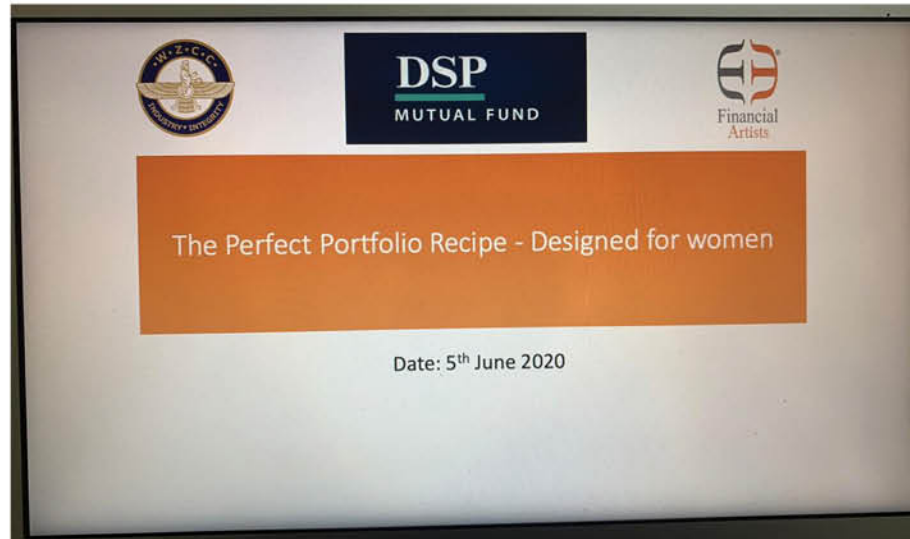 W•Z•C•C•
INDUSTRY • INTEGRITY
DSP
MUTUAL FUND
Financial
Artists
The Perfect Portfolio Recipe - Designed for women
Date: 5th June 2020